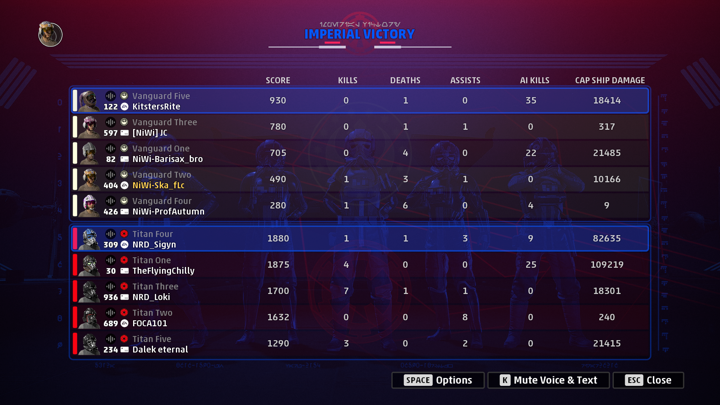 IMPERIAL VICTORY
SCORE KILLS DEATHS ASSISTS AI KILLS CAP SHIP DAMAGE
Vanguard Five
122 KitstersRite 930 0 1 0 35 18414
Vanguard Three
597 [NiWi] JC 780 0 1 1 0 317
Vanguard One
82 NiWi-Barisax_bro 705 0 4 0 22 21485
Vanguard Two
404 NiWi-Ska_fLc 490 1 3 1 0 10166
Vanguard Four
426 NiWi-ProfAutumn 280 1 6 0 4 9
Titan Four
309 NRD_Sigyn 1880 1 1 3 9 82635
Titan One
30 TheFlyingChilly 1875 4 0 0 25 109219
Titan Three
936 NRD_Loki 1700 7 1 1 0 18301
Titan Two
689 FOCA101 1632 0 0 8 0 240
Titan Five
234 Dalek eternal 1290 3 0 2 0 21415
SPACE Options K Mute Voice & Text ESC Close